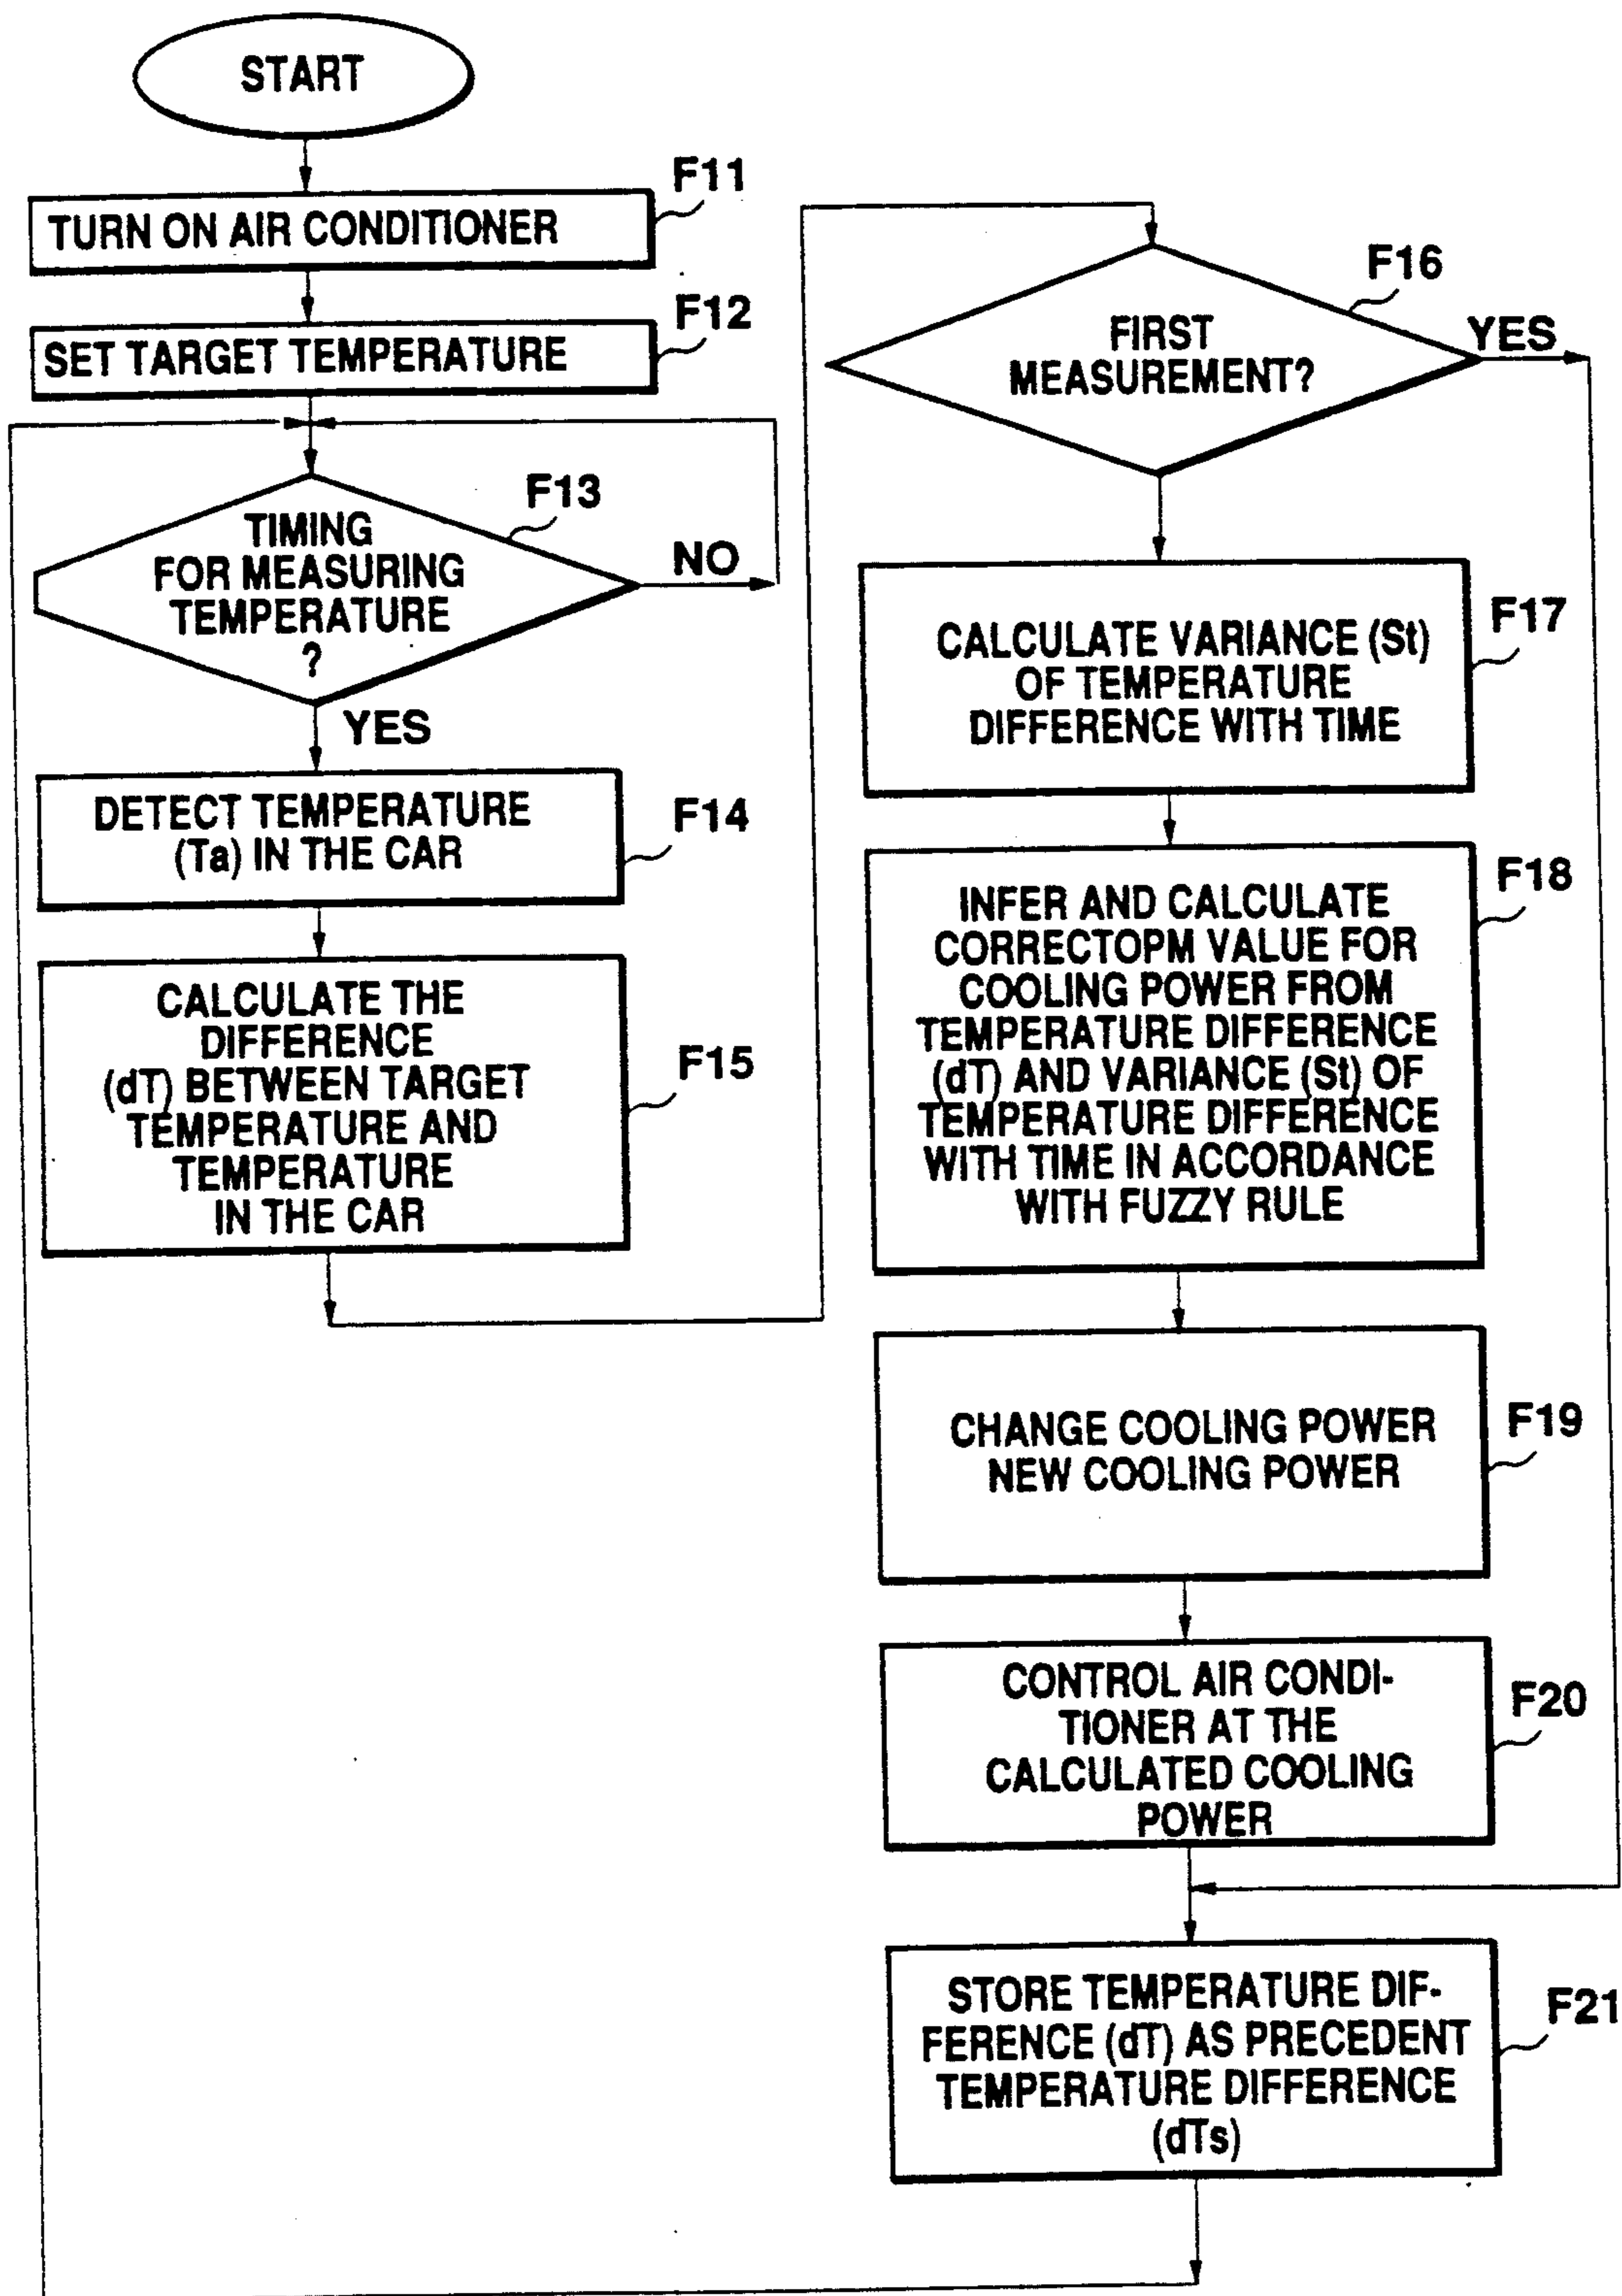 START
F11
TURN ON AIR CONDITIONER
F12
SET TARGET TEMPERATURE
F13
TIMING
FOR MEASURING
TEMPERATURE
?
NO
YES
DETECT TEMPERATURE
(Ta) IN THE CAR
F14
CALCULATE THE
DIFFERENCE
(dT) BETWEEN TARGET
TEMPERATURE AND
TEMPERATURE
IN THE CAR
F15
F16
FIRST
MEASUREMENT?
YES
F17
CALCULATE VARIANCE (St)
OF TEMPERATURE
DIFFERENCE WITH TIME
F18
INFER AND CALCULATE
CORRECTOPM VALUE FOR
COOLING POWER FROM
TEMPERATURE DIFFERENCE
(dT) AND VARIANCE (St) OF
TEMPERATURE DIFFERENCE
WITH TIME IN ACCORDANCE
WITH FUZZY RULE
F19
CHANGE COOLING POWER
NEW COOLING POWER
F20
CONTROL AIR CONDI-
TIONER AT THE
CALCULATED COOLING
POWER
F21
STORE TEMPERATURE DIF-
FERENCE (dT) AS PRECEDENT
TEMPERATURE DIFFERENCE
(dTs)